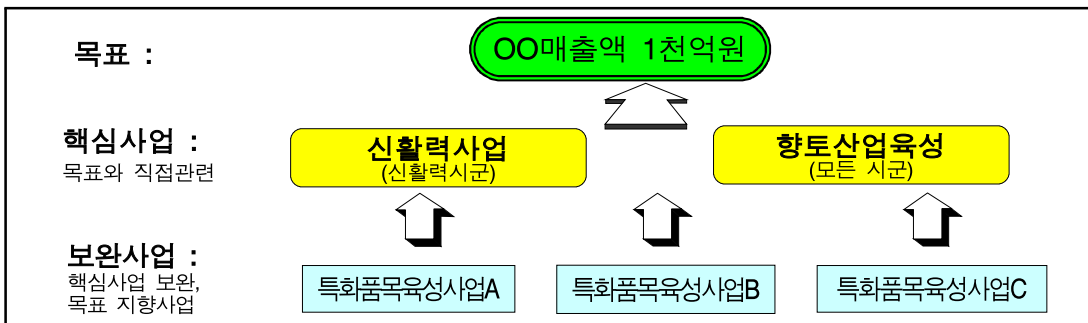 목표 :
OO매출액 1천억원
핵심사업 :
목표와 직접관련
신활력사업
(신활력시군)
향토산업육성
(모든 시군)
보완사업 :
핵심사업 보완,
목표 지향사업
특화품목육성사업A
특화품목육성사업B
특화품목육성사업C